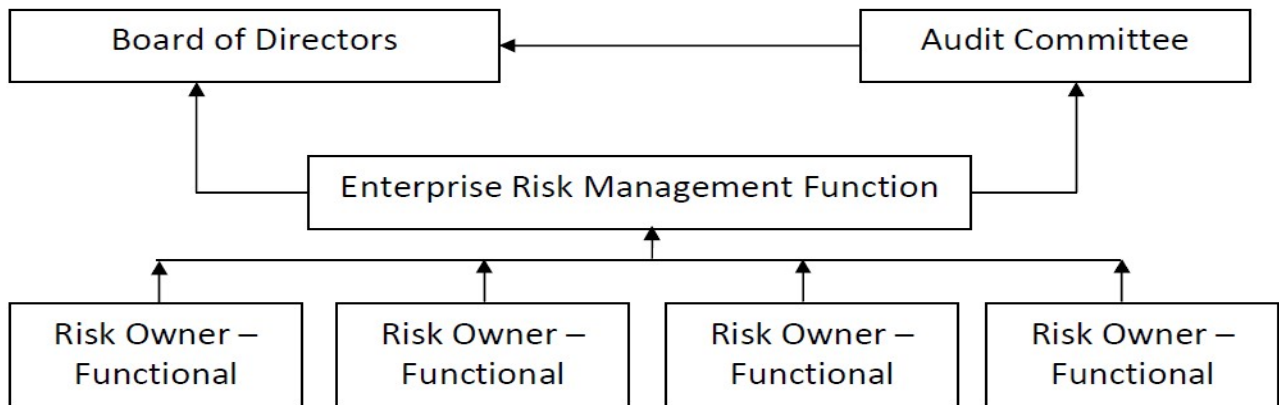 Board of Directors
Audit Committee
Enterprise Risk Management Function
Risk Owner –
Functional
Risk Owner –
Functional
Risk Owner –
Functional
Risk Owner –
Functional